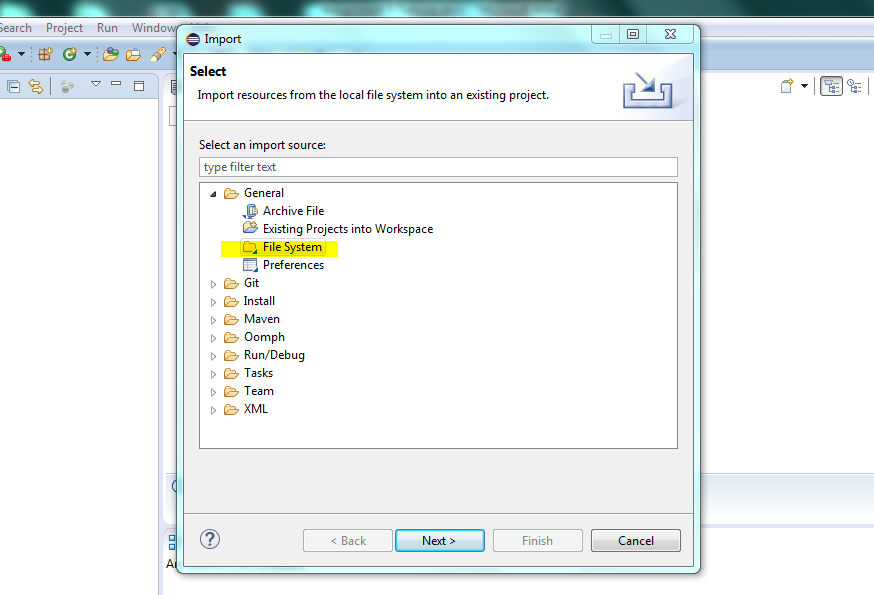 Search Project Run Window
Import
Select
Import resources from the local file system into an existing project.
Select an import source:
type filter text
General
Archive File
Existing Projects into Workspace
File System
Preferences
Git
Install
Maven
Oomph
Run/Debug
Tasks
Team
XML
< Back
Next >
Finish
Cancel